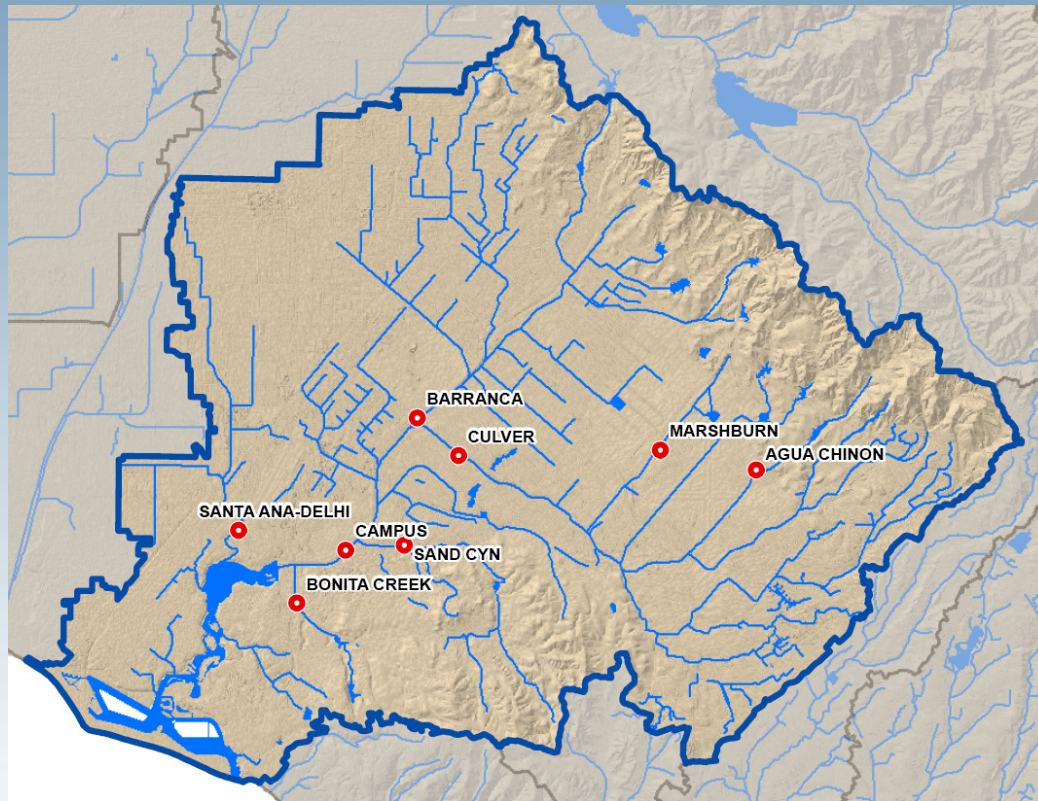 BARRANCA
CULVER
MARSHBURN
AGUA CHINON
SANTA ANA-DELHI
CAMPUS
SAND CYN
BONITA CREEK